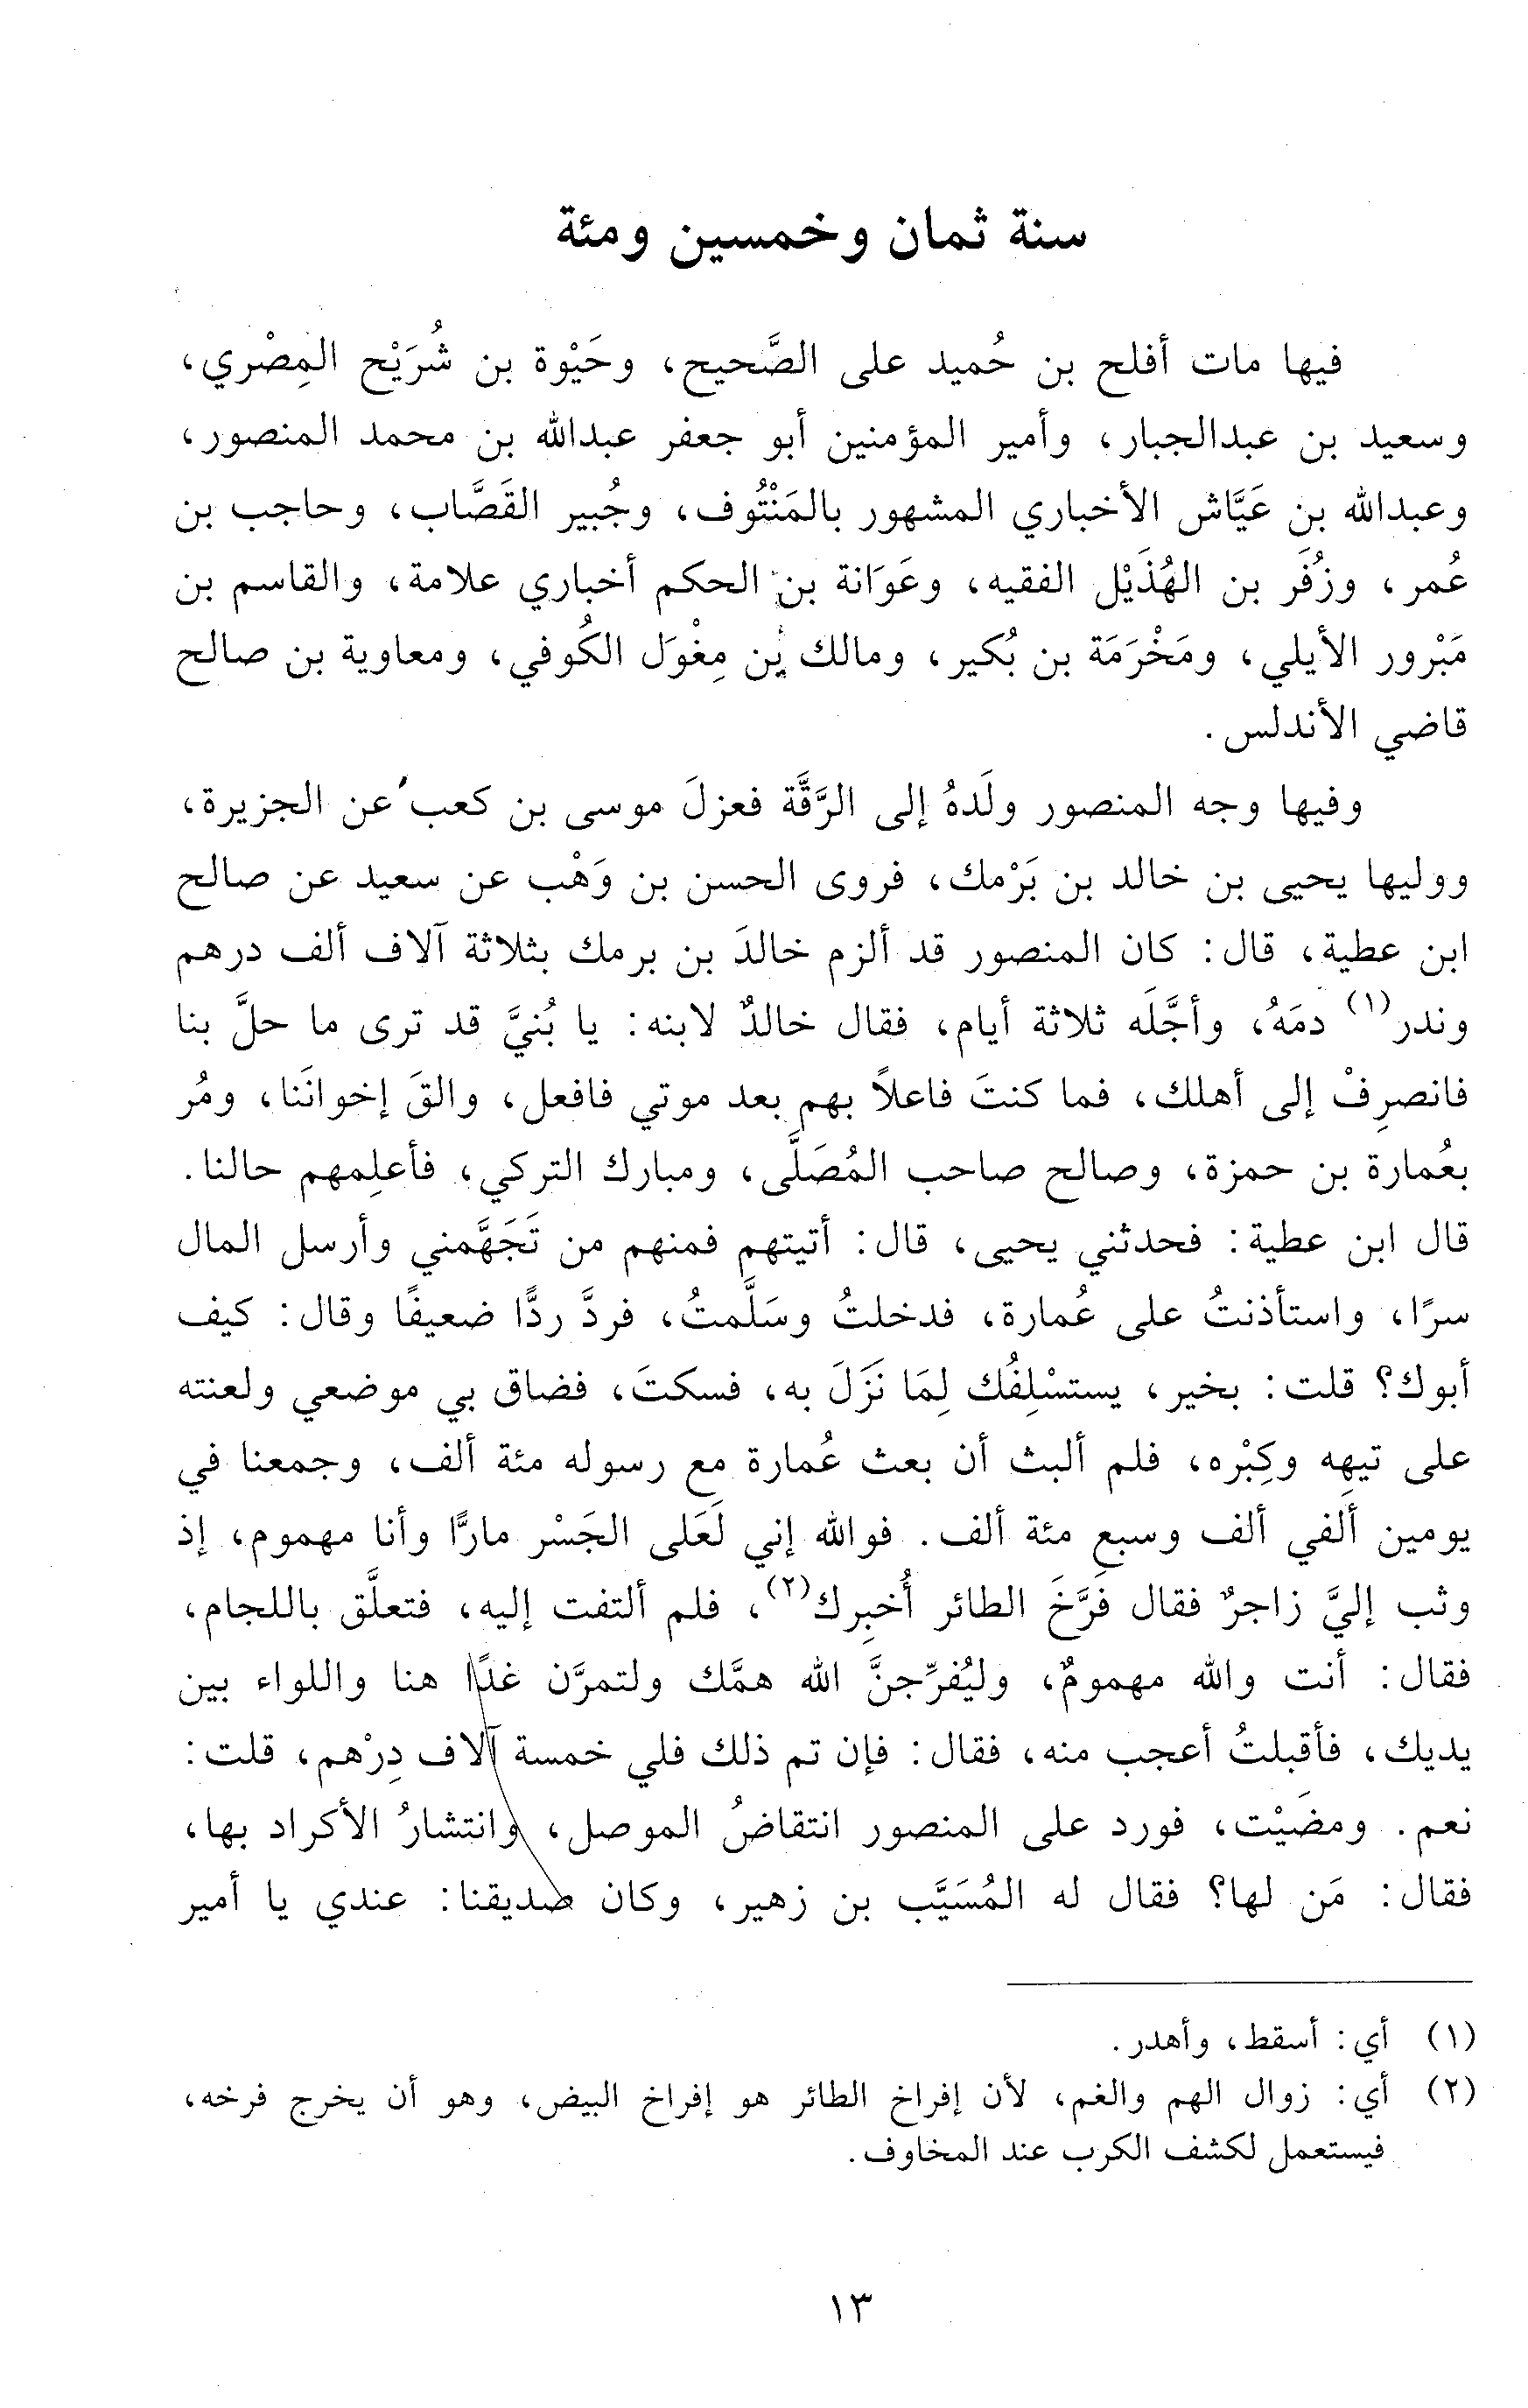 سنة ثمان وخمسين ومئة
فيها مات أفلح بن حُميد على الصَّحيح، وحَيْوة بن شُرَيْح المِصْري،
وسعيد بن عبدالجبار، وأمير المؤمنين أبو جعفر عبدالله بن محمد المنصور،
وعبدالله بن عَيَّاش الأخباري المشهور بالمَنْتُوف، وجُبير القَصَّاب، وحاجب بن
عُمر، وزُفَر بن الهُذَيْل الفقيه، وعَوَانة بن الحكم أخباري علامة، والقاسم بن
مَبْرور الأيلي، ومَخْرَمَة بن بُكير، ومالك بن مِغْوَل الكُوفي، ومعاوية بن صالح
قاضي الأندلس.
وفيها وجه المنصور ولَدهُ إلى الرَّقَّة فعزلَ موسى بن كعب عن الجزيرة،
ووليها يحيى بن خالد بن بَرْمك، فروى الحسن بن وَهْب عن سعيد عن صالح
ابن عطية، قال: كان المنصور قد ألزم خالدَ بن برمك بثلاثة آلاف ألف درهم
وندر(١) دمَهُ، وأجَّلَه ثلاثة أيام، فقال خالدٌ لابنه: يا بُنيَّ قد ترى ما حلَّ بنا
فانصرِفْ إلى أهلك، فما كنتَ فاعلاً بهم بعد موتي فافعل، والقَ إخوانَنا، ومُر
بعُمارة بن حمزة، وصالح صاحب المُصَلَّى، ومبارك التركي، فأعلِمهم حالنا.
قال ابن عطية: فحدثني يحيى، قال: أتيتهم فمنهم من تَجَهَّمني وأرسل المال
سرًا، واستأذنتُ على عُمارة، فدخلتُ وسَلَّمتُ، فردَّ ردًّا ضعيفًا وقال: كيف
أبوك؟ قلت: بخير، يستسْلِفُك لِمَا نَزَلَ به، فسكتَ، فضاق بي موضعي ولعنته
على تيهِه وكِبْره، فلم ألبث أن بعث عُمارة مع رسوله مئة ألف، وجمعنا في
يومين ألفي ألف وسبع مئة ألف. فوالله إني لَعَلى الجَسْر مارًّا وأنا مهموم، إذ
وثب إليَّ زاجرٌ فقال فَرَّخَ الطائر أُخبِرك(٢)، فلم ألتفت إليه، فتعلَّق باللجام،
فقال: أنت والله مهمومٌ، وليُفرِّجنَّ الله همَّك ولتمرَّن غدًا هنا واللواء بين
يديك، فأقبلتُ أعجب منه، فقال: فإن تم ذلك فلي خمسة آلاف دِرْهم، قلت:
نعم. ومضَيْت، فورد على المنصور انتقاضُ الموصل، وانتشارُ الأكراد بها،
فقال: مَن لها؟ فقال له المُسَيَّب بن زهير، وكان صديقنا: عندي يا أمير
(١) أي: أسقط، وأهدر.
(٢) أي: زوال الهم والغم، لأن إفراخ الطائر هو إفراخ البيض، وهو أن يخرج فرخه،
فيستعمل لكشف الكرب عند المخاوف.
١٣